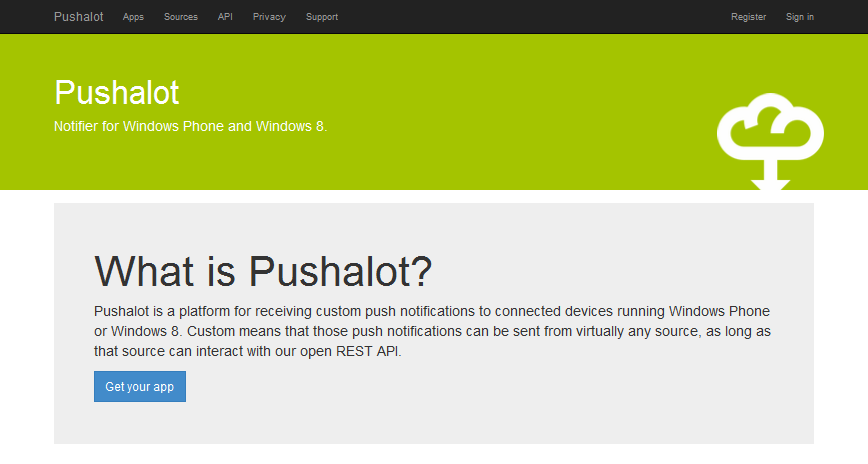 Pushalot Apps Sources API Privacy Support Register Sign in
Pushalot
Notifier for Windows Phone and Windows 8.
What is Pushalot?
Pushalot is a platform for receiving custom push notifications to connected devices running Windows Phone
or Windows 8. Custom means that those push notifications can be sent from virtually any source, as long as
that source can interact with our open REST API.
Get your app